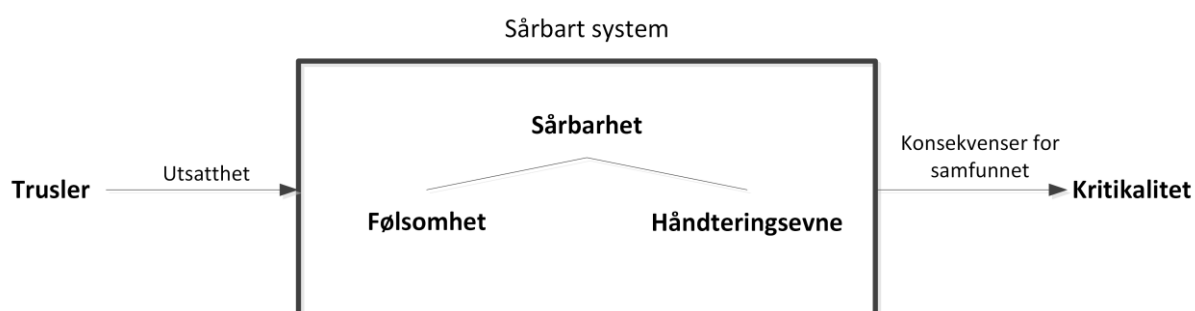 Sårbart system
Sårbarhet
Trusler
Utsatthet
Følsomhet
Håndteringsevne
Konsekvenser for
samfunnet
Kritikalitet